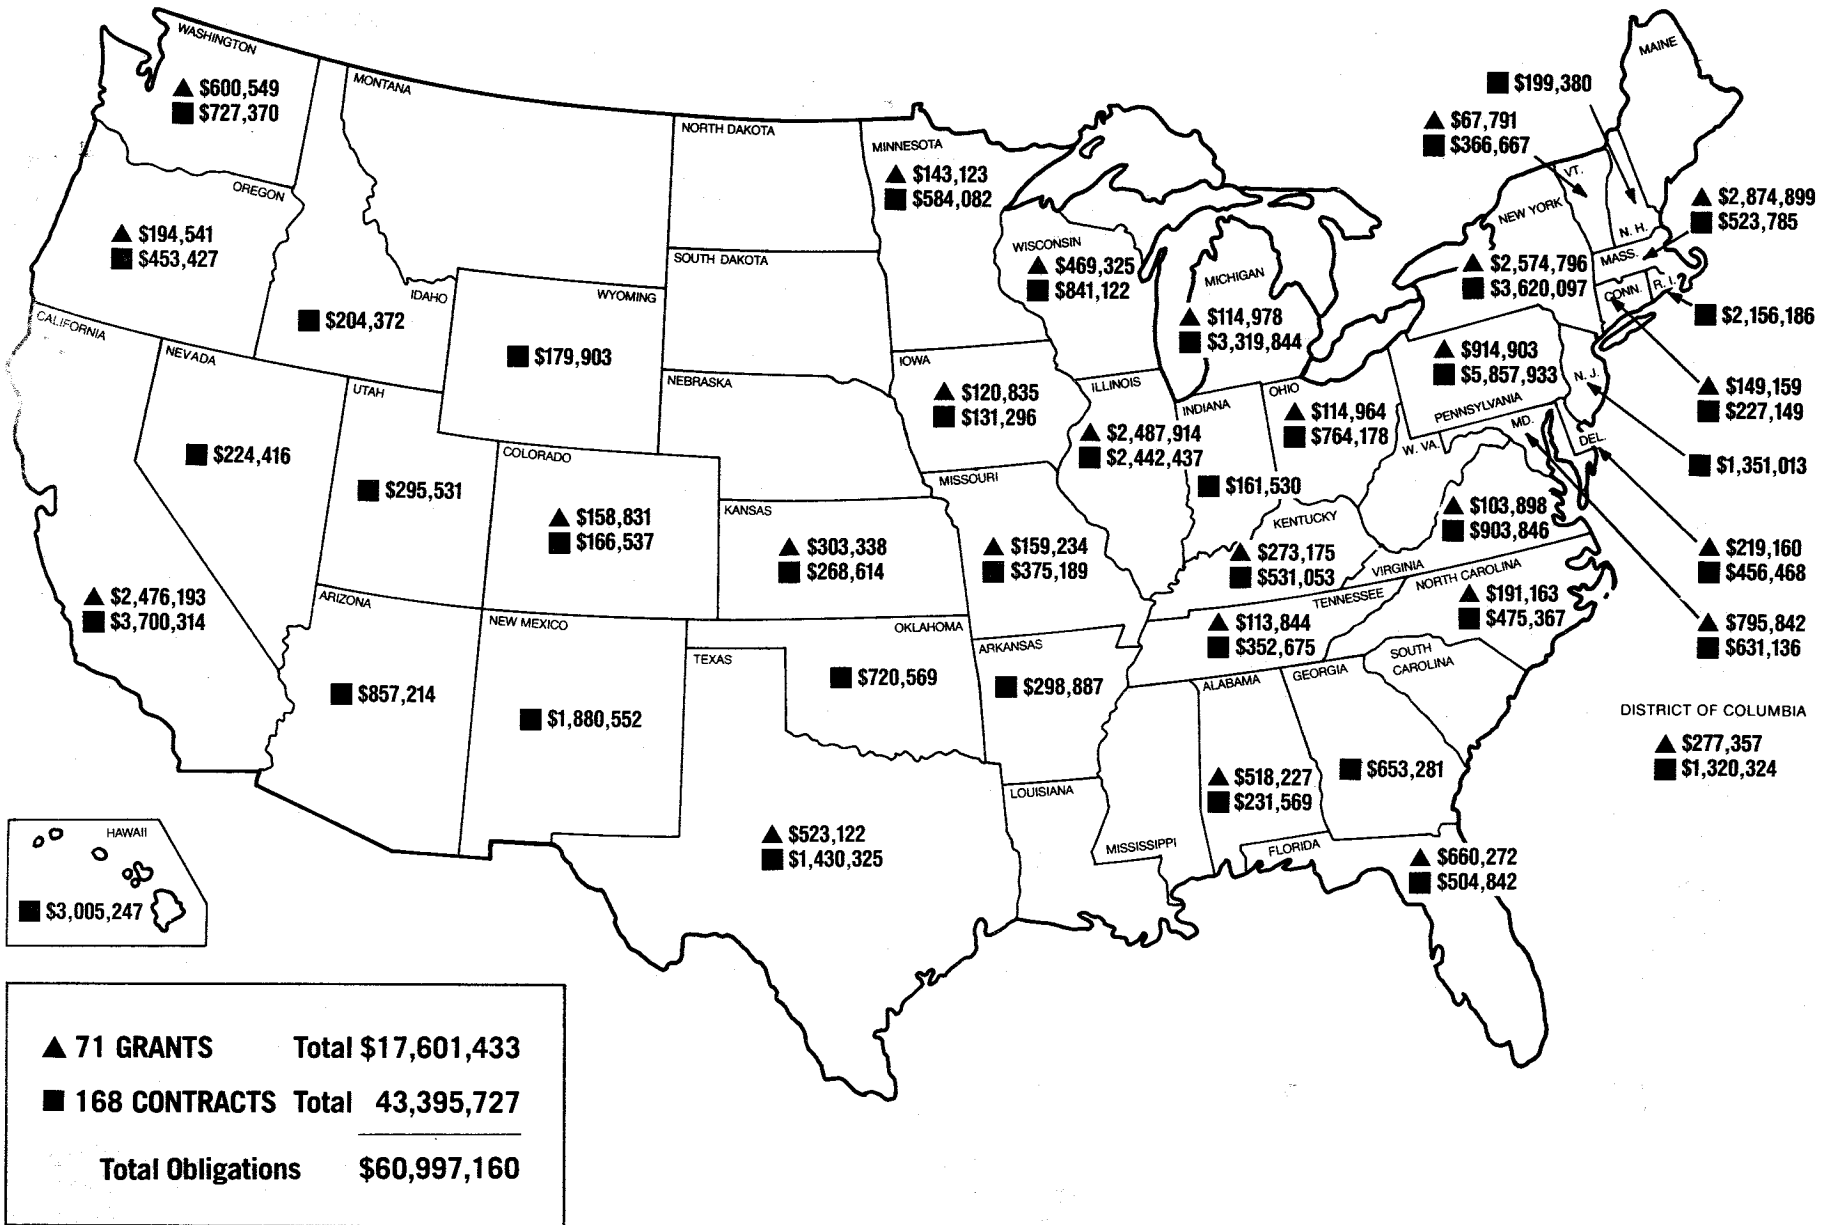 WASHINGTON
▲ $600,549
■ $727,370
MONTANA
NORTH DAKOTA
MINNESOTA
▲ $143,123
■ $584,082
MAINE
■ $199,380
▲ $67,791
■ $366,667
VT.
N. H.
OREGON
▲ $194,541
■ $453,427
IDAHO
■ $204,372
WYOMING
■ $179,903
SOUTH DAKOTA
WISCONSIN
▲ $469,325
■ $841,122
MICHIGAN
▲ $114,978
■ $3,319,844
NEW YORK
▲ $2,574,796
■ $3,620,097
MASS.
▲ $2,874,899
■ $523,785
CONN.
R. I.
■ $2,156,186
▲ $149,159
■ $227,149
CALIFORNIA
▲ $2,476,193
■ $3,700,314
NEVADA
■ $224,416
UTAH
■ $295,531
COLORADO
▲ $158,831
■ $166,537
NEBRASKA
IOWA
▲ $120,835
■ $131,296
ILLINOIS
▲ $2,487,914
■ $2,442,437
INDIANA
■ $161,530
OHIO
▲ $114,964
■ $764,178
▲ $914,903
■ $5,857,933
PENNSYLVANIA
N. J.
■ $1,351,013
W. VA.
MD.
DEL.
▲ $219,160
■ $456,468
▲ $795,842
■ $631,136
KANSAS
▲ $303,338
■ $268,614
MISSOURI
▲ $159,234
■ $375,189
KENTUCKY
▲ $273,175
■ $531,053
▲ $103,898
■ $903,846
VIRGINIA
ARIZONA
■ $857,214
NEW MEXICO
■ $1,880,552
OKLAHOMA
■ $720,569
TEXAS
▲ $523,122
■ $1,430,325
ARKANSAS
■ $298,887
TENNESSEE
▲ $113,844
■ $352,675
NORTH CAROLINA
▲ $191,163
■ $475,367
SOUTH
CAROLINA
ALABAMA
▲ $518,227
■ $231,569
GEORGIA
■ $653,281
DISTRICT OF COLUMBIA
▲ $277,357
■ $1,320,324
LOUISIANA
MISSISSIPPI
FLORIDA
▲ $660,272
■ $504,842
HAWAII
■ $3,005,247
▲ 71 GRANTS Total $17,601,433
■ 168 CONTRACTS Total 43,395,727
Total Obligations $60,997,160